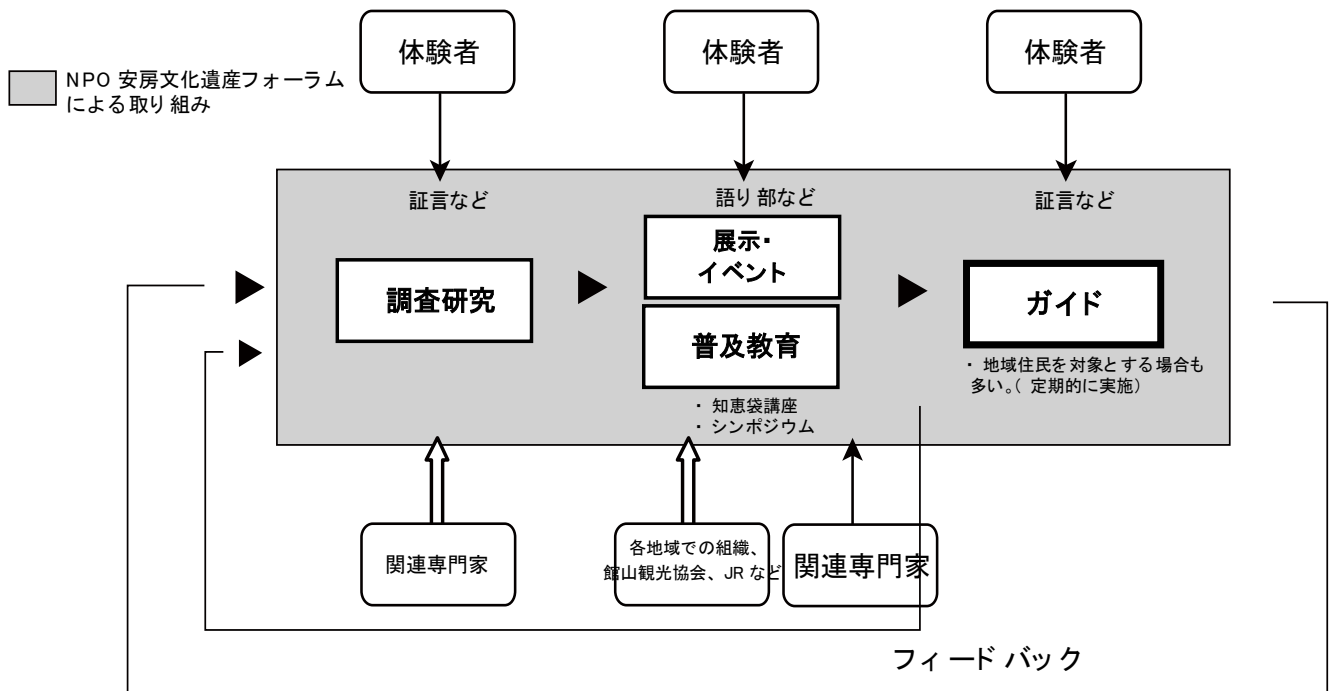 体験者
体験者
体験者
NPO 安房文化遺産フォーラム
による取り組み
証言など
語り部など
証言など
展示・
イベント
調査研究
普及教育
ガイド
・ 地域住民を対象とする場合も
多い。( 定期的に実施)
・ 知恵袋講座
・ シンポジウム
関連専門家
各地域での組織、
館山観光協会、JR など
関連専門家
フィードバック